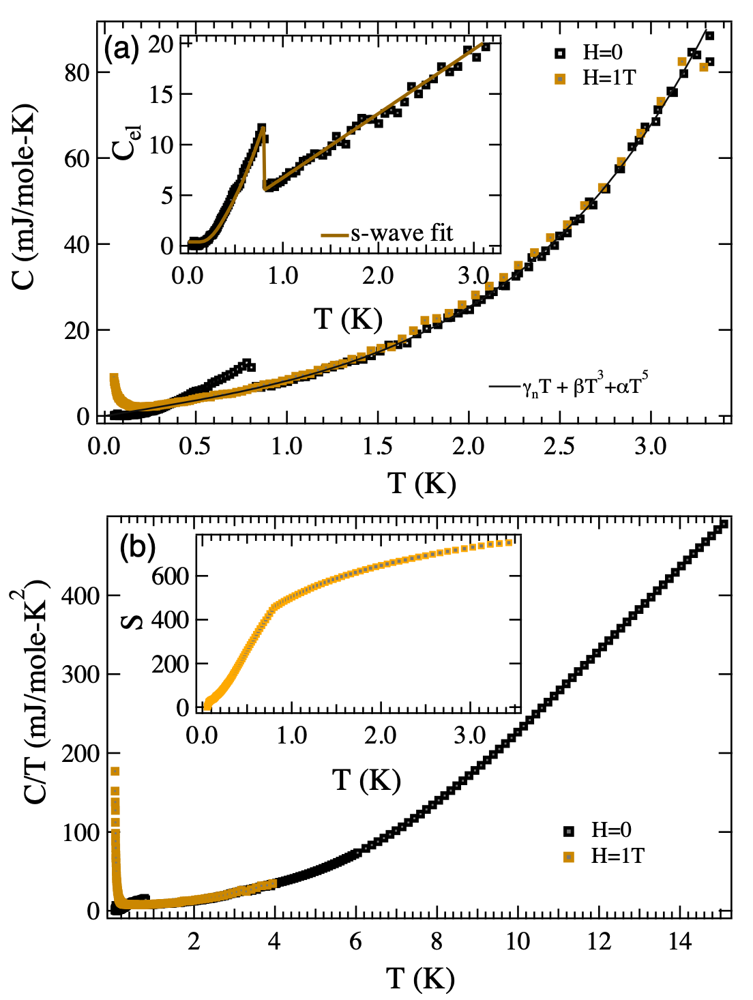 (a)
H=0
H=1T
C (mJ/mole-K)
80
60
40
20
0
C_el
20
15
10
5
0
s-wave fit
0.0 1.0 2.0 3.0
T (K)
γ_nT + βT^3+αT^5
0.0 0.5 1.0 1.5 2.0 2.5 3.0
T (K)
(b)
C/T (mJ/mole-K^2)
400
300
200
100
0
S
600
400
200
0
0.0 1.0 2.0 3.0
T (K)
H=0
H=1T
2 4 6 8 10 12 14
T (K)